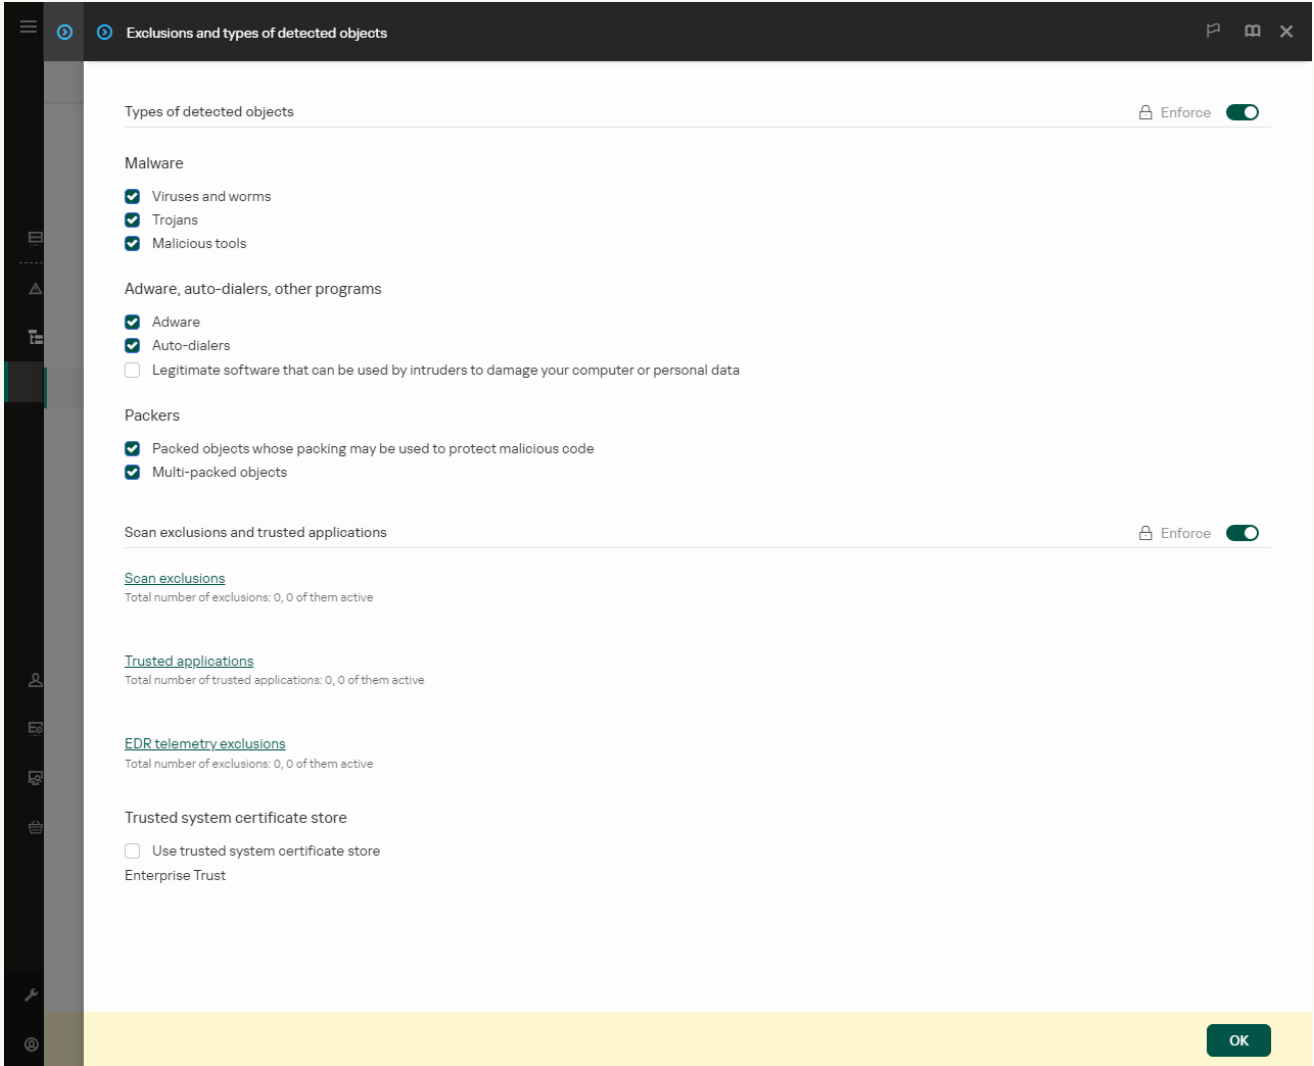 Exclusions and types of detected objects
Types of detected objects
Enforce
Malware
Viruses and worms
Trojans
Malicious tools
Adware, auto-dialers, other programs
Adware
Auto-dialers
Legitimate software that can be used by intruders to damage your computer or personal data
Packers
Packed objects whose packing may be used to protect malicious code
Multi-packed objects
Scan exclusions and trusted applications
Enforce
Scan exclusions
Total number of exclusions: 0, 0 of them active
Trusted applications
Total number of trusted applications: 0, 0 of them active
EDR telemetry exclusions
Total number of exclusions: 0, 0 of them active
Trusted system certificate store
Use trusted system certificate store
Enterprise Trust
OK